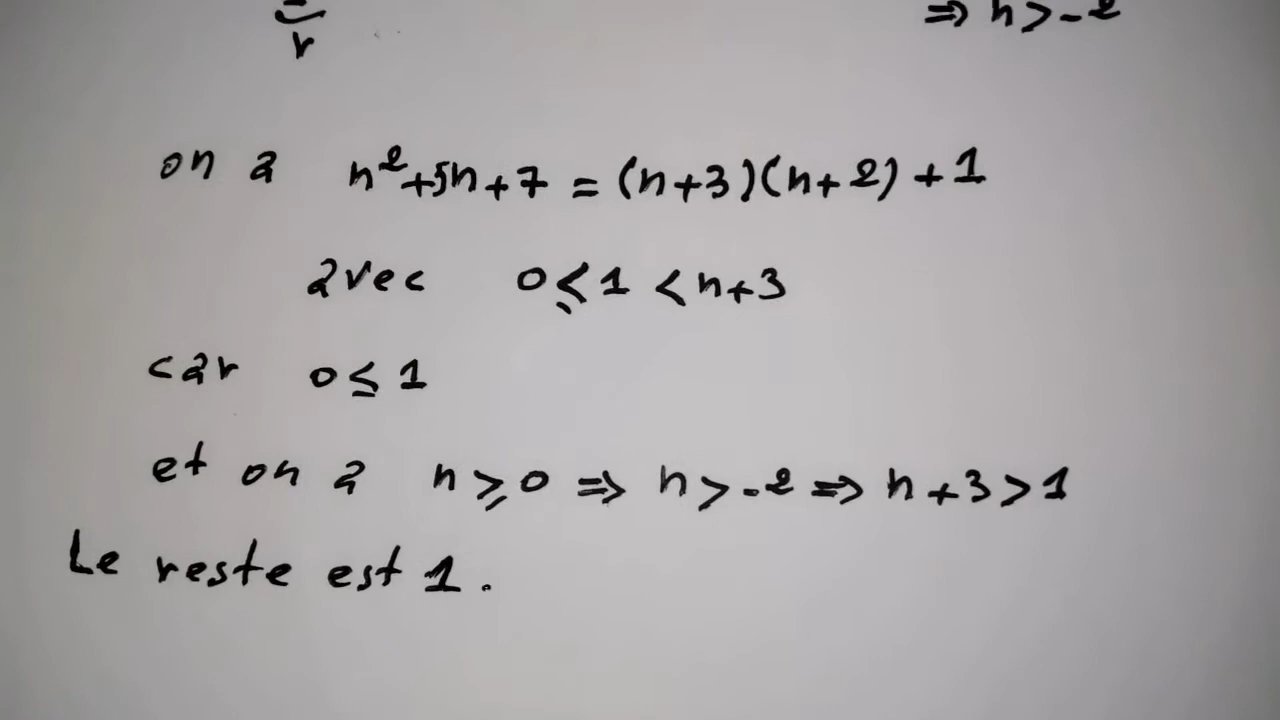 r ⇒ n>-2
on a n²+5n+7 = (n+3)(n+2)+1
avec 0≤1<n+3
car 0≤1
et on a n≥0 ⇒ n>-2 ⇒ n+3>1
Le reste est 1.